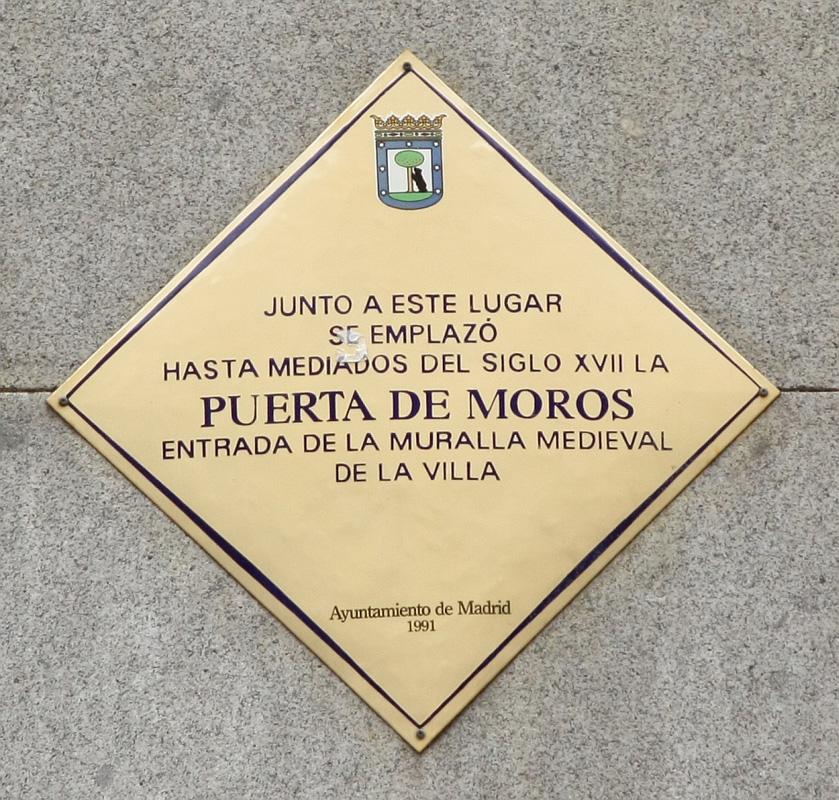 JUNTO A ESTE LUGAR
SE EMPLAZÓ
HASTA MEDIADOS DEL SIGLO XVII LA
PUERTA DE MOROS
ENTRADA DE LA MURALLA MEDIEVAL
DE LA VILLA
Ayuntamiento de Madrid
1991